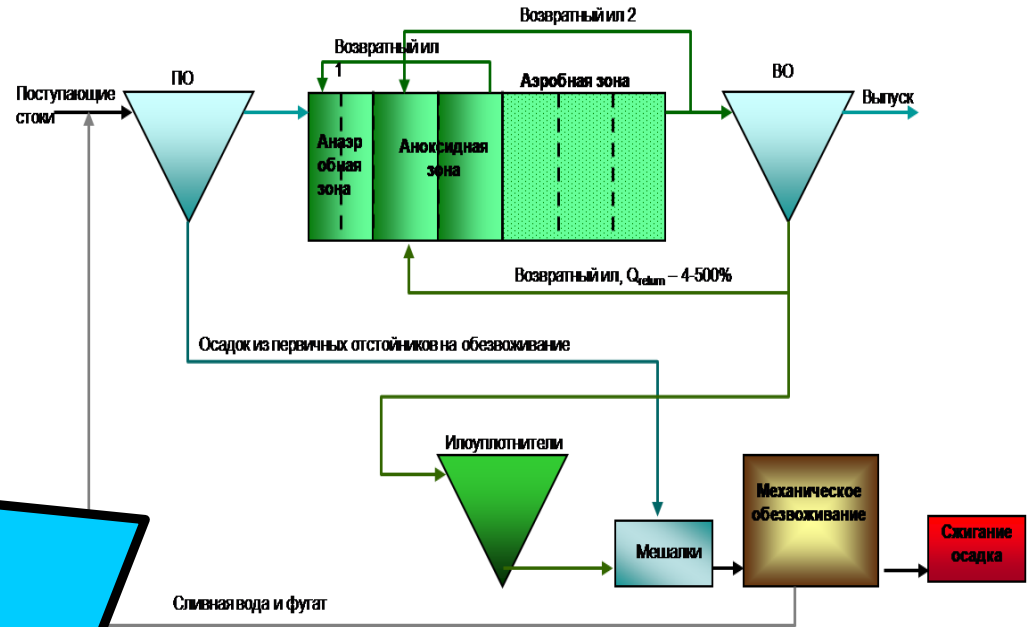 Возвратный ил 2
Возвратный ил
1
ПО
Аэробная зона
ВО
Поступающие
стоки
Выпуск
Анаэр
обная
зона
Аноксидная
зона
Возвратный ил, Qreturn – 4-500%
Осадок из первичных отстойников на обезвоживание
Илоуплотнители
Механическое
обезвоживание
Мешалки
Сжигание
осадка
Сливная вода и фугат